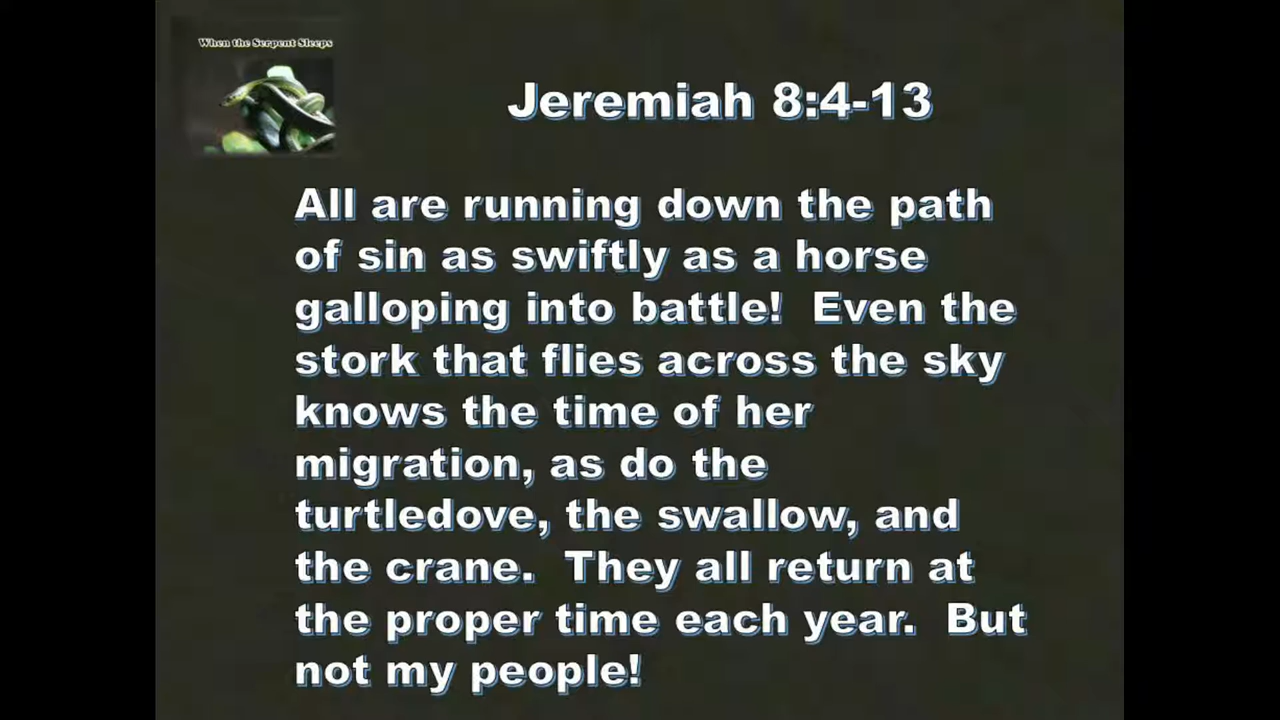 When the Serpent Sleeps
Jeremiah 8:4-13
All are running down the path
of sin as swiftly as a horse
galloping into battle!  Even the
stork that flies across the sky
knows the time of her
migration, as do the
turtledove, the swallow, and
the crane.  They all return at
the proper time each year.  But
not my people!